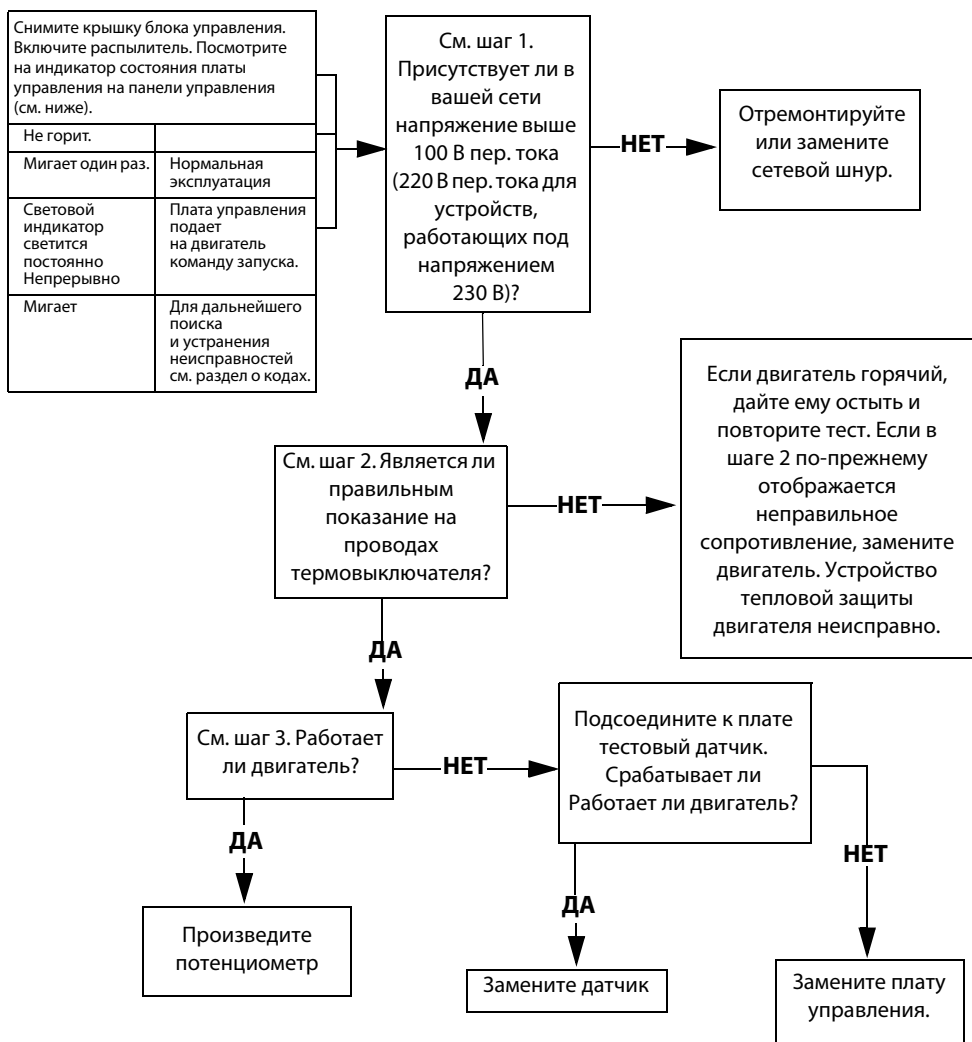 Снимите крышку блока управления.
Включите распылитель. Посмотрите
на индикатор состояния платы
управления на панели управления
(см. ниже).
Не горит.
Мигает один раз.
Нормальная
эксплуатация
Световой
индикатор
светится
постоянно
Непрерывно
Плата управления
подает
на двигатель
команду запуска.
Мигает
Для дальнейшего
поиска
и устранения
неисправностей
см. раздел о кодах.
См. шаг 1.
Присутствует ли в
вашей сети
напряжение выше
100 В пер. тока
(220 В пер. тока для
устройств,
работающих под
напряжением
230 В)?
НЕТ
Отремонтируйте
или замените
сетевой шнур.
ДА
См. шаг 2. Является ли
правильным
показание на
проводах
термовыключателя?
НЕТ
Если двигатель горячий,
дайте ему остыть и
повторите тест. Если в
шаге 2 по-прежнему
отображается
неправильное
сопротивление, замените
двигатель. Устройство
тепловой защиты
двигателя неисправно.
ДА
См. шаг 3. Работает
ли двигатель?
НЕТ
Подсоедините к плате
тестовый датчик.
Срабатывает ли
Работает ли двигатель?
ДА
Произведите
потенциометр
ДА
Замените датчик
НЕТ
Замените плату
управления.